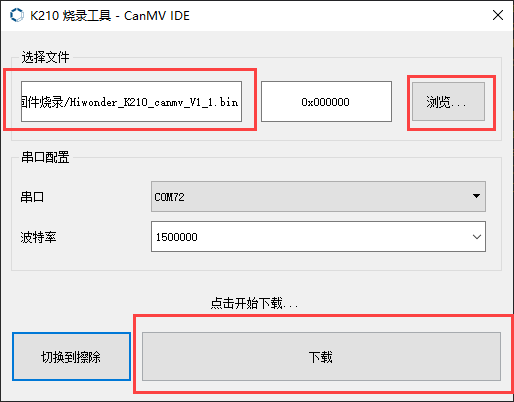 K210 烧录工具 - CanMV IDE
选择文件
固件烧录/Hiwonder_K210_canmv_V1_1.bin
0x000000
浏览...
串口配置
串口
COM72
波特率
1500000
点击开始下载...
切换到擦除
下载